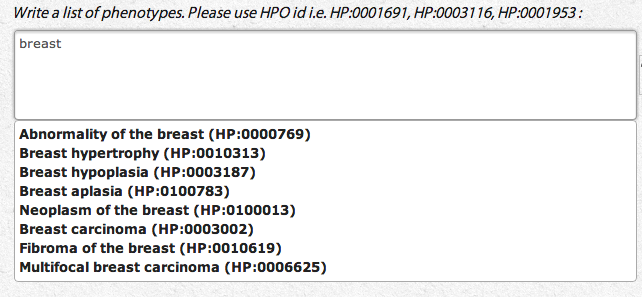 Write a list of phenotypes. Please use HPO id i.e. HP:0001691, HP:0003116, HP:0001953 :
breast
Abnormality of the breast (HP:0000769)
Breast hypertrophy (HP:0010313)
Breast hypoplasia (HP:0003187)
Breast aplasia (HP:0100783)
Neoplasm of the breast (HP:0100013)
Breast carcinoma (HP:0003002)
Fibroma of the breast (HP:0010619)
Multifocal breast carcinoma (HP:0006625)